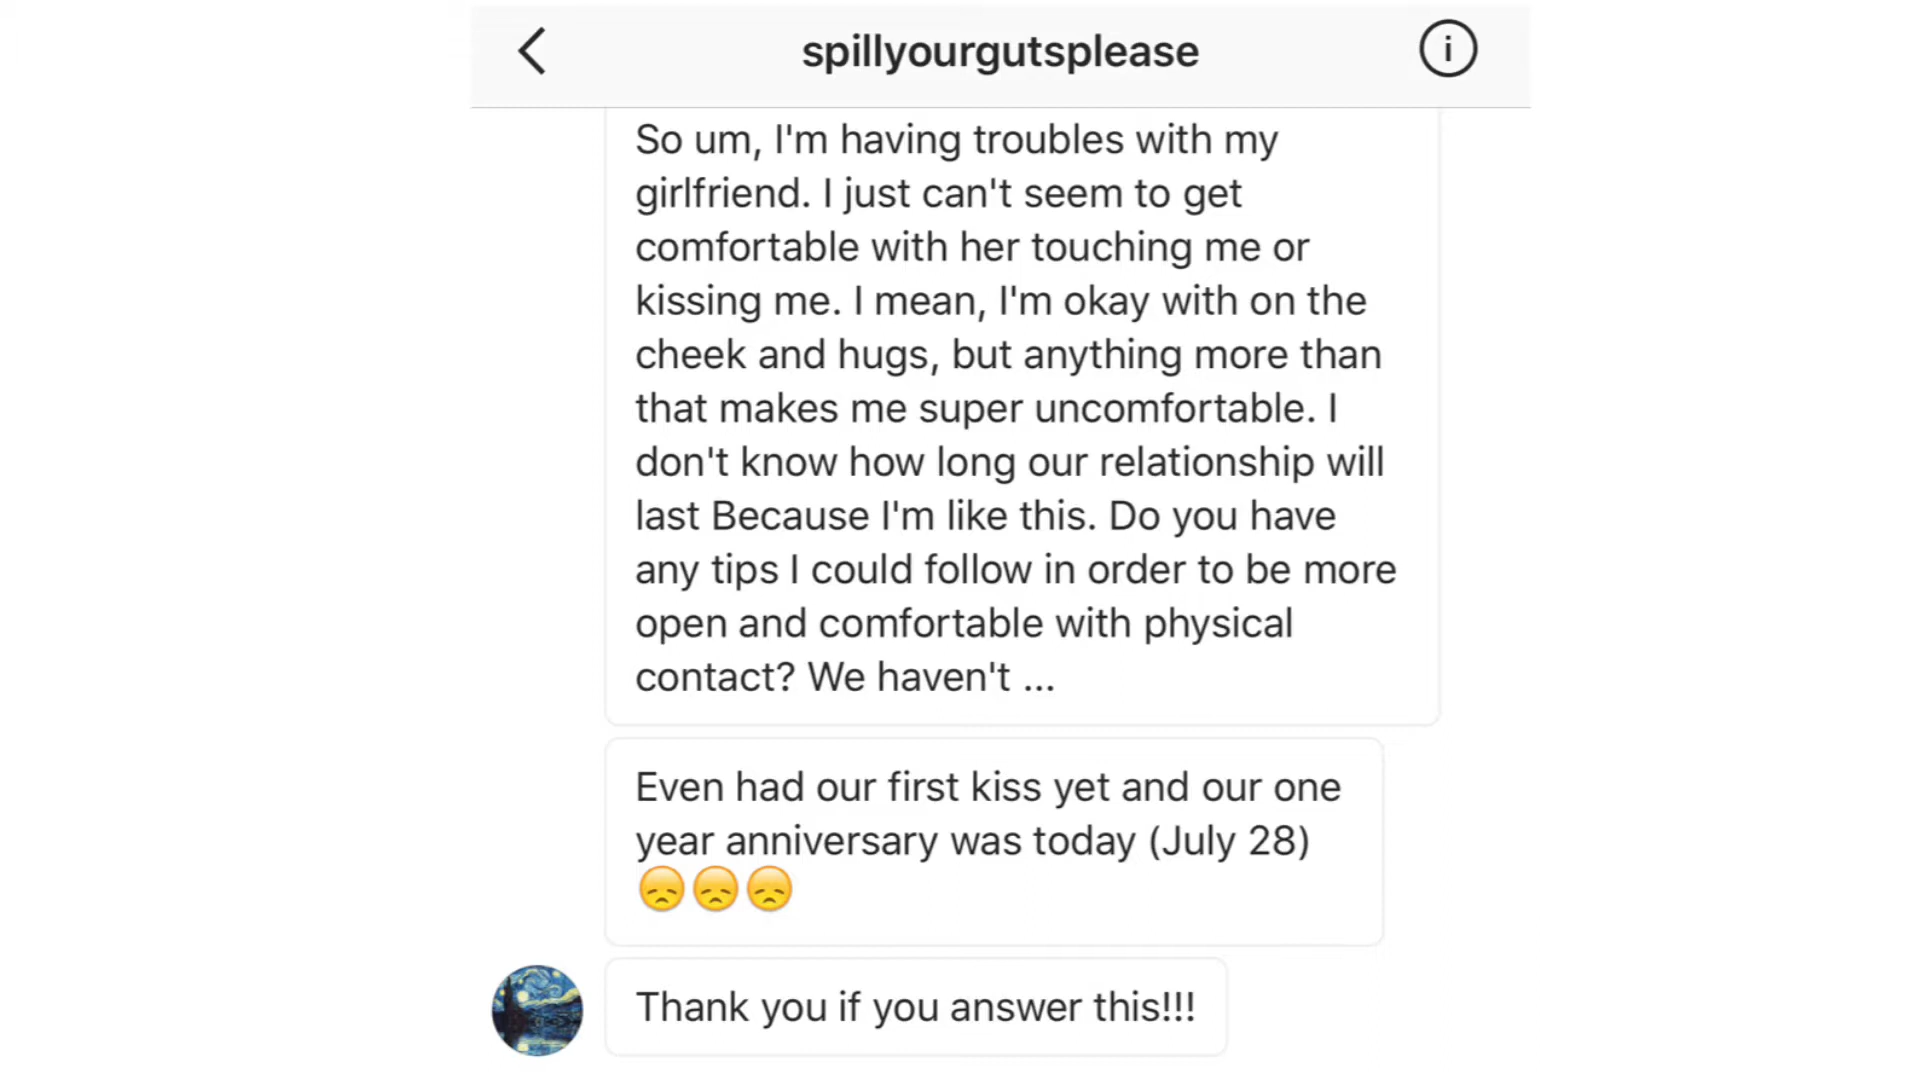 spillyourgutsplease
So um, I'm having troubles with my
girlfriend. I just can't seem to get
comfortable with her touching me or
kissing me. I mean, I'm okay with on the
cheek and hugs, but anything more than
that makes me super uncomfortable. I
don't know how long our relationship will
last Because I'm like this. Do you have
any tips I could follow in order to be more
open and comfortable with physical
contact? We haven't ...
Even had our first kiss yet and our one
year anniversary was today (July 28)
😞😞😞
Thank you if you answer this!!!